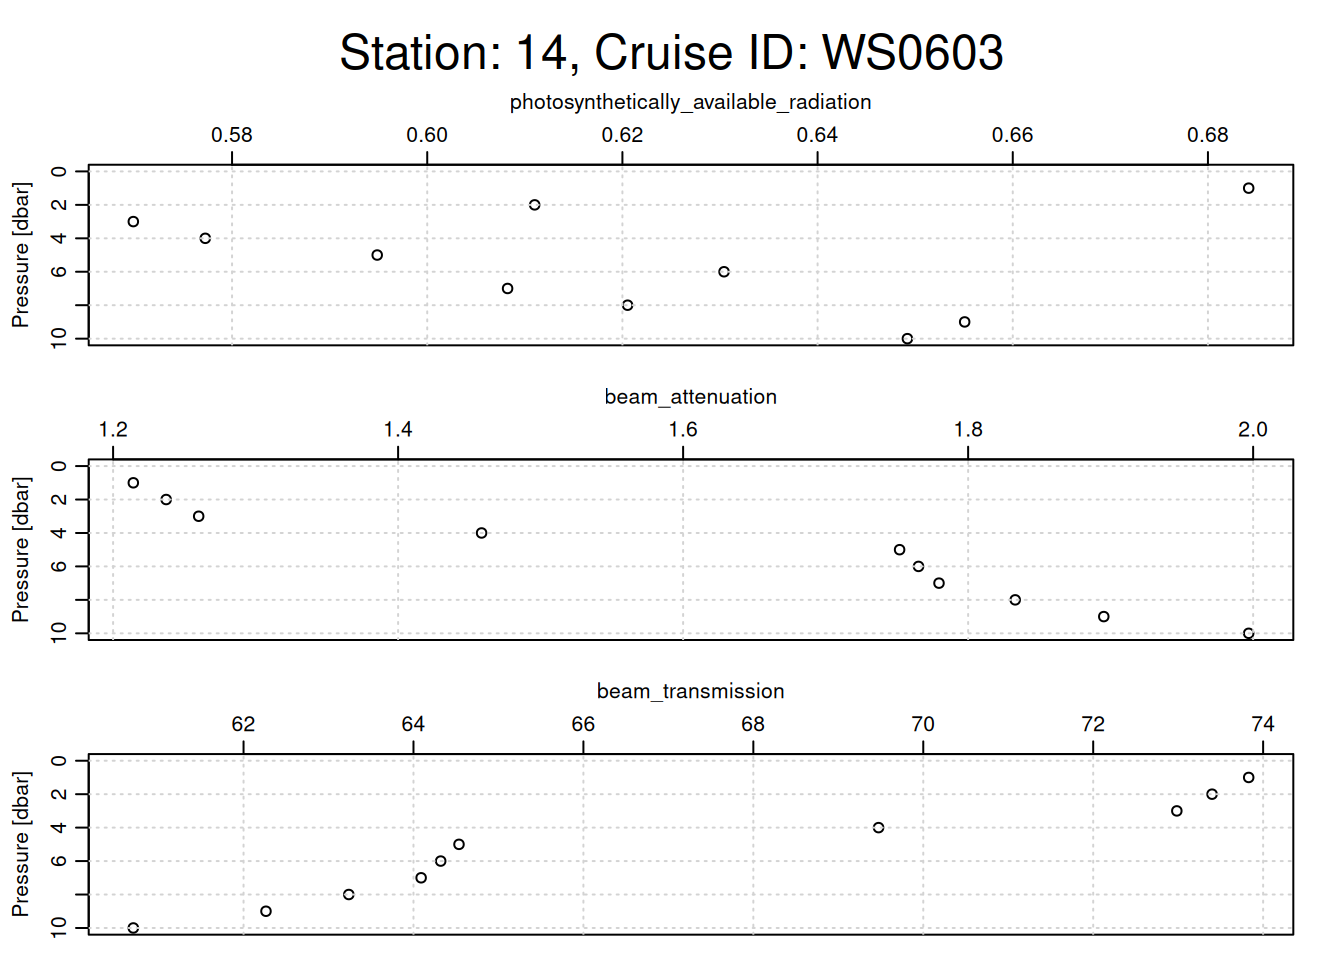 Station: 14, Cruise ID: WS0603
photosynthetically_available_radiation
0.58 0.60 0.62 0.64 0.66 0.68
Pressure [dbar]
0
2
4
6
10
beam_attenuation
1.2 1.4 1.6 1.8 2.0
Pressure [dbar]
0
2
4
6
10
beam_transmission
62 64 66 68 70 72 74
Pressure [dbar]
0
2
4
6
10